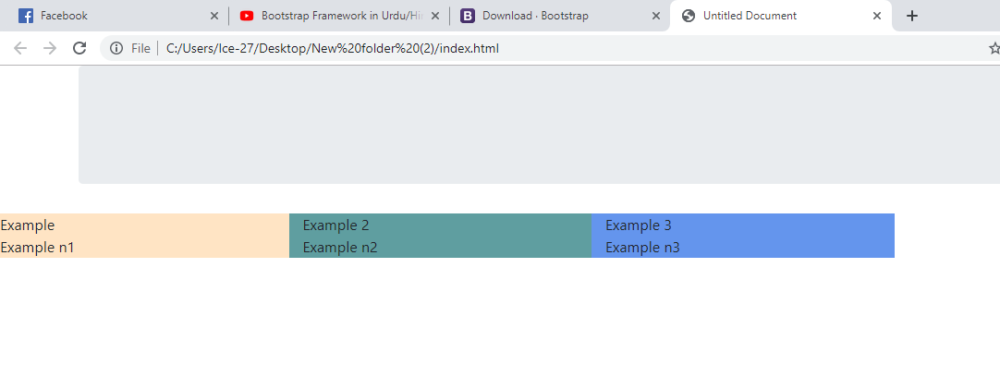 Facebook
Bootstrap Framework in Urdu/Hi
Download · Bootstrap
Untitled Document
File C:/Users/Ice-27/Desktop/New%20folder%20(2)/index.html
Example Example 2 Example 3
Example n1 Example n2 Example n3